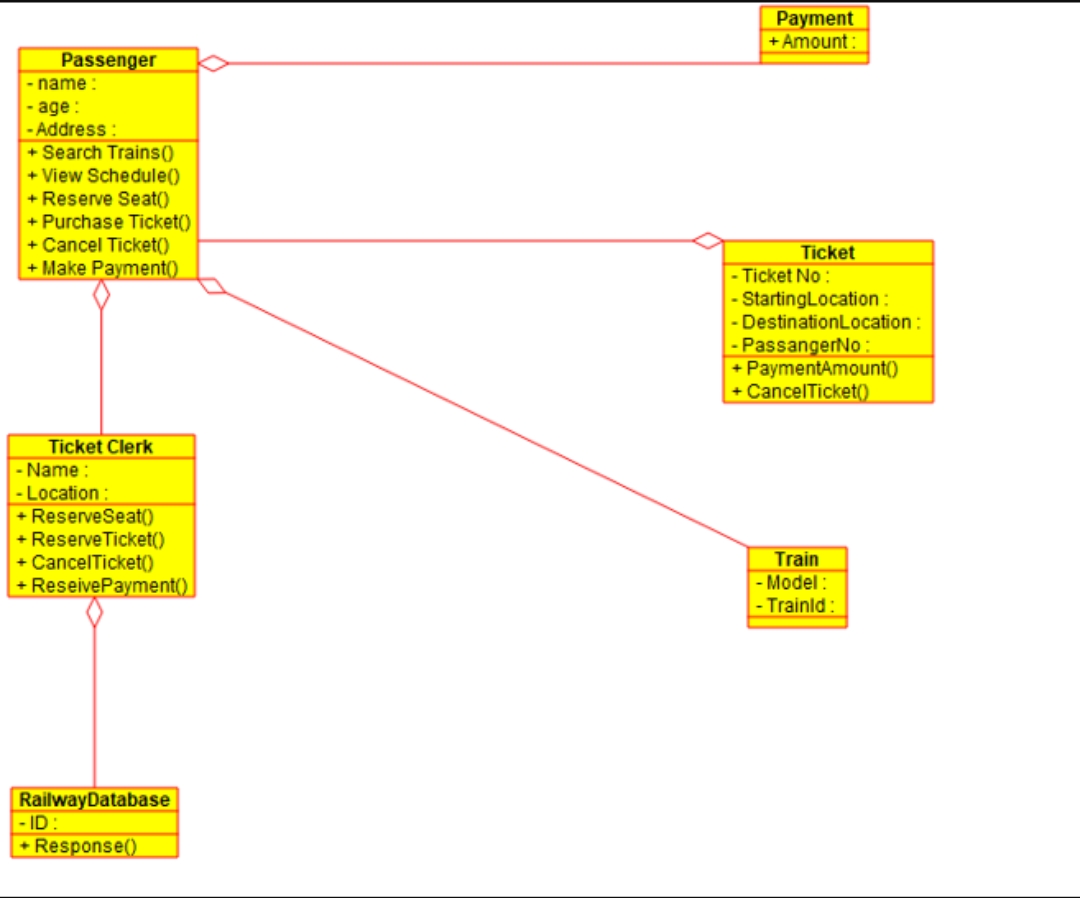 Payment
+ Amount :
Passenger
- name :
- age :
- Address :
+ Search Trains()
+ View Schedule()
+ Reserve Seat()
+ Purchase Ticket()
+ Cancel Ticket()
+ Make Payment()
Ticket
- Ticket No :
- StartingLocation :
- DestinationLocation :
- PassangerNo :
+ PaymentAmount()
+ CancelTicket()
Ticket Clerk
- Name :
- Location :
+ ReserveSeat()
+ ReserveTicket()
+ CancelTicket()
+ ReseivePayment()
Train
- Model :
- TrainId :
RailwayDatabase
- ID :
+ Response()